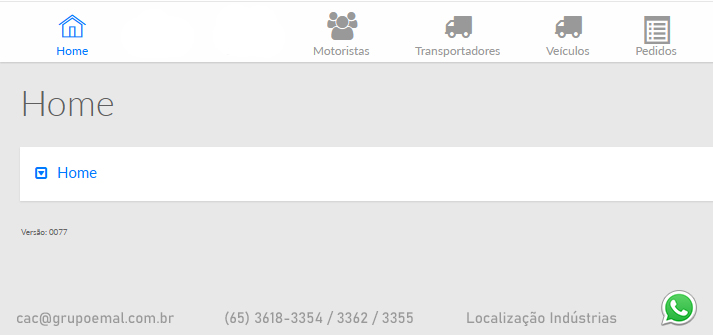 Home Motoristas Transportadores Veículos Pedidos
Home
Home
Versão: 0077
cac@grupoemal.com.br (65) 3618-3354 / 3362 / 3355 Localização Indústrias